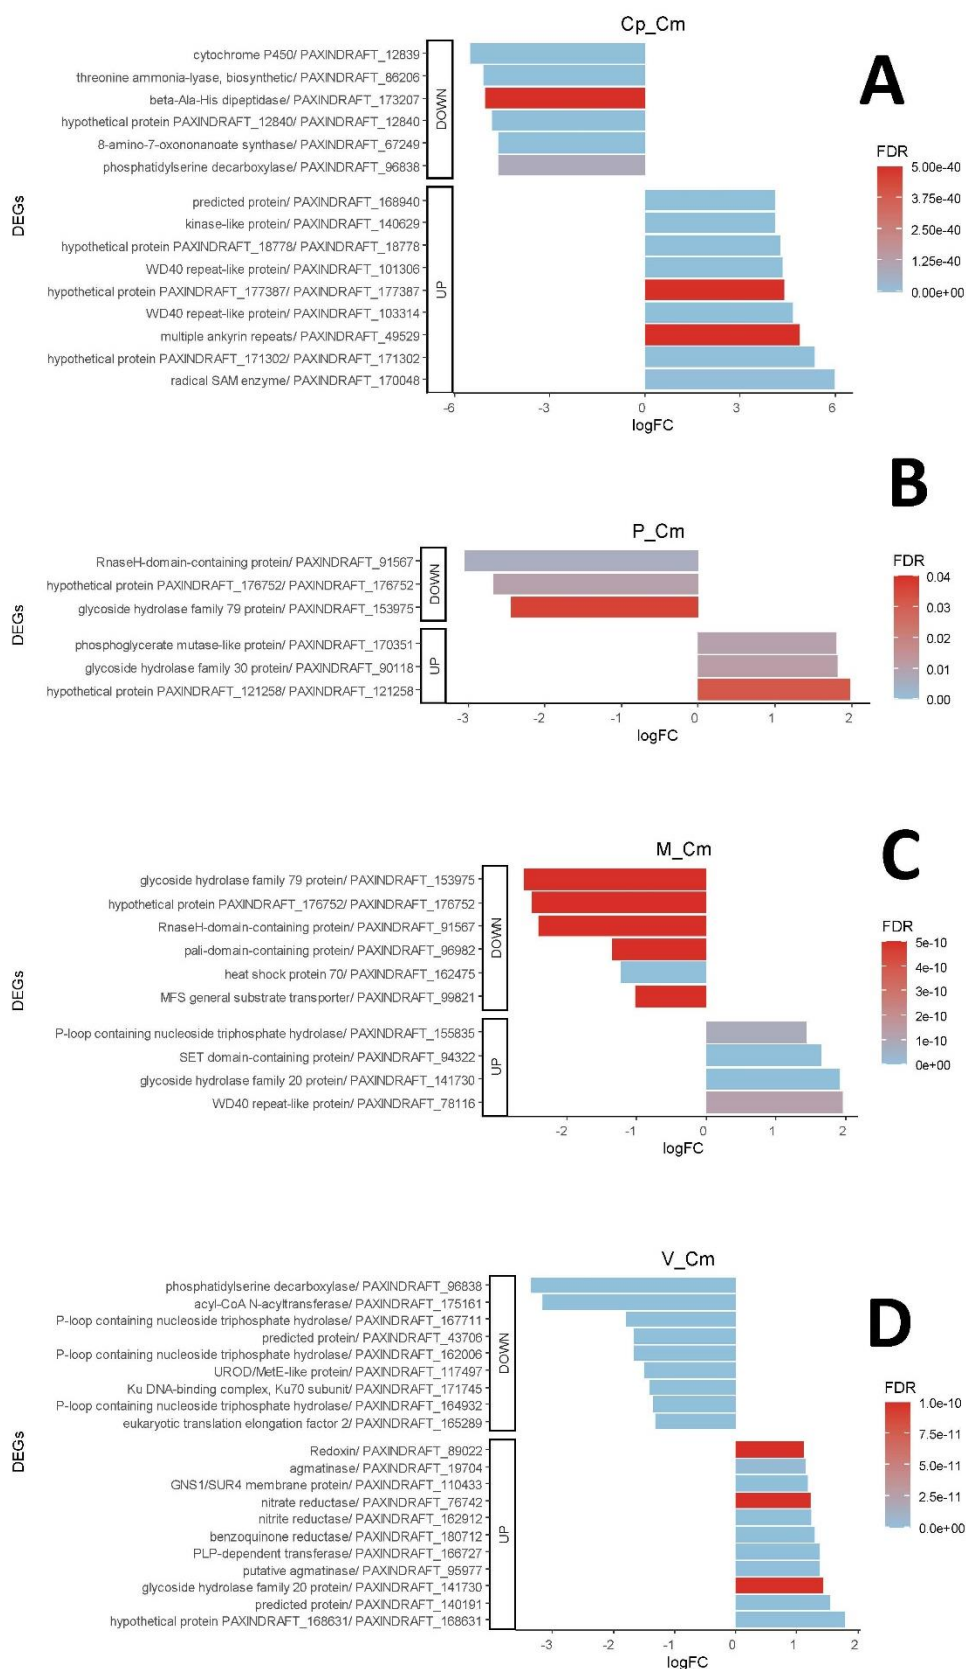 Cp_Cm
A
cytochrome P450/ PAXINDRAFT_12839
threonine ammonia-lyase, biosynthetic/ PAXINDRAFT_86206
beta-Ala-His dipeptidase/ PAXINDRAFT_173207
hypothetical protein PAXINDRAFT_12840/ PAXINDRAFT_12840
8-amino-7-oxononanoate synthase/ PAXINDRAFT_67249
phosphatidylserine decarboxylase/ PAXINDRAFT_96838
DOWN
predicted protein/ PAXINDRAFT_168940
kinase-like protein/ PAXINDRAFT_140629
hypothetical protein PAXINDRAFT_18778/ PAXINDRAFT_18778
WD40 repeat-like protein/ PAXINDRAFT_101306
hypothetical protein PAXINDRAFT_177387/ PAXINDRAFT_177387
WD40 repeat-like protein/ PAXINDRAFT_103314
multiple ankyrin repeats/ PAXINDRAFT_49529
hypothetical protein PAXINDRAFT_171302/ PAXINDRAFT_171302
radical SAM enzyme/ PAXINDRAFT_170048
UP
DEGs
-6 -3 0 3 6
logFC
FDR
5.00e-40
2.50e-40
1.25e-40
0.00e+00
B
P_Cm
RnaseH-domain-containing protein/ PAXINDRAFT_91567
hypothetical protein PAXINDRAFT_176752/ PAXINDRAFT_176752
glycoside hydrolase family 79 protein/ PAXINDRAFT_153975
DOWN
phosphoglycerate mutase-like protein/ PAXINDRAFT_170351
glycoside hydrolase family 30 protein/ PAXINDRAFT_90118
hypothetical protein PAXINDRAFT_121258/ PAXINDRAFT_121258
UP
DEGs
-3 -2 -1 0 1 2
logFC
FDR
0.04
0.03
0.02
0.01
0.00
M_Cm
C
glycoside hydrolase family 79 protein/ PAXINDRAFT_153975
hypothetical protein PAXINDRAFT_176752/ PAXINDRAFT_176752
RnaseH-domain-containing protein/ PAXINDRAFT_91567
pali-domain-containing protein/ PAXINDRAFT_96982
heat shock protein 70/ PAXINDRAFT_162475
MFS general substrate transporter/ PAXINDRAFT_99821
DOWN
P-loop containing nucleoside triphosphate hydrolase/ PAXINDRAFT_155835
SET domain-containing protein/ PAXINDRAFT_94322
glycoside hydrolase family 20 protein/ PAXINDRAFT_141730
WD40 repeat-like protein/ PAXINDRAFT_78116
UP
DEGs
-2 -1 0 1 2
logFC
FDR
5e-10
4e-10
3e-10
2e-10
1e-10
0e+00
V_Cm
D
phosphatidylserine decarboxylase/ PAXINDRAFT_96838
acyl-CoA N-acyltransferase/ PAXINDRAFT_175161
P-loop containing nucleoside triphosphate hydrolase/ PAXINDRAFT_167711
predicted protein/ PAXINDRAFT_43706
P-loop containing nucleoside triphosphate hydrolase/ PAXINDRAFT_162006
UROD/MetE-like protein/ PAXINDRAFT_117497
Ku DNA-binding complex, Ku70 subunit/ PAXINDRAFT_171745
P-loop containing nucleoside triphosphate hydrolase/ PAXINDRAFT_164932
eukaryotic translation elongation factor 2/ PAXINDRAFT_165289
DOWN
Redoxin/ PAXINDRAFT_89022
agmatinase/ PAXINDRAFT_19704
GNS1/SUR4 membrane protein/ PAXINDRAFT_110433
nitrate reductase/ PAXINDRAFT_76742
nitrite reductase/ PAXINDRAFT_162912
benzoquinone reductase/ PAXINDRAFT_180712
PLP-dependent transferase/ PAXINDRAFT_166727
putative agmatinase/ PAXINDRAFT_95977
glycoside hydrolase family 20 protein/ PAXINDRAFT_141730
predicted protein/ PAXINDRAFT_140191
hypothetical protein PAXINDRAFT_168631/ PAXINDRAFT_168631
UP
DEGs
-3 -2 -1 0 1 2
logFC
FDR
1.0e-10
7.5e-11
5.0e-11
2.5e-11
0.0e+00